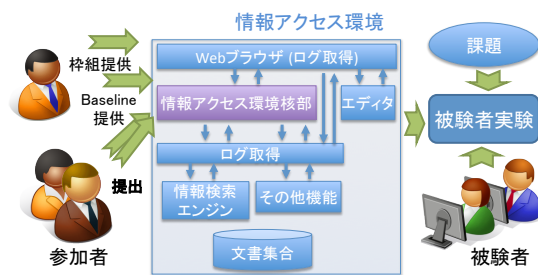 情報アクセス環境
Webブラウザ (ログ取得)
枠組提供
Baseline
提供
情報アクセス環境核部
エディタ
ログ取得
情報検索
エンジン
その他機能
文書集合
提出
参加者
課題
被験者実験
被験者